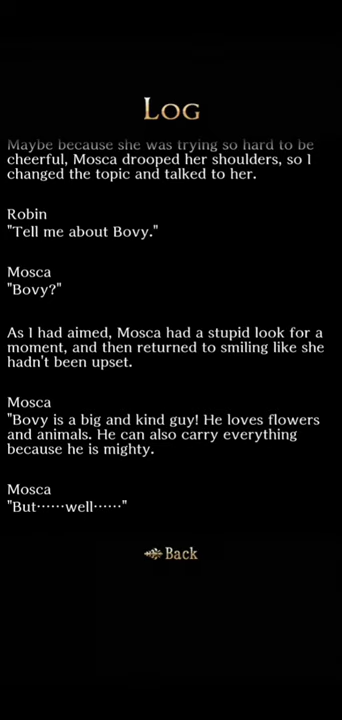 Log
Maybe because she was trying so hard to be
cheerful, Mosca drooped her shoulders, so I
changed the topic and talked to her.
Robin
"Tell me about Bovy."
Mosca
"Bovy?"
As I had aimed, Mosca had a stupid look for a
moment, and then returned to smiling like she
hadn't been upset.
Mosca
"Bovy is a big and kind guy! He loves flowers
and animals. He can also carry everything
because he is mighty.
Mosca
"But⋯⋯well⋯⋯"
Back